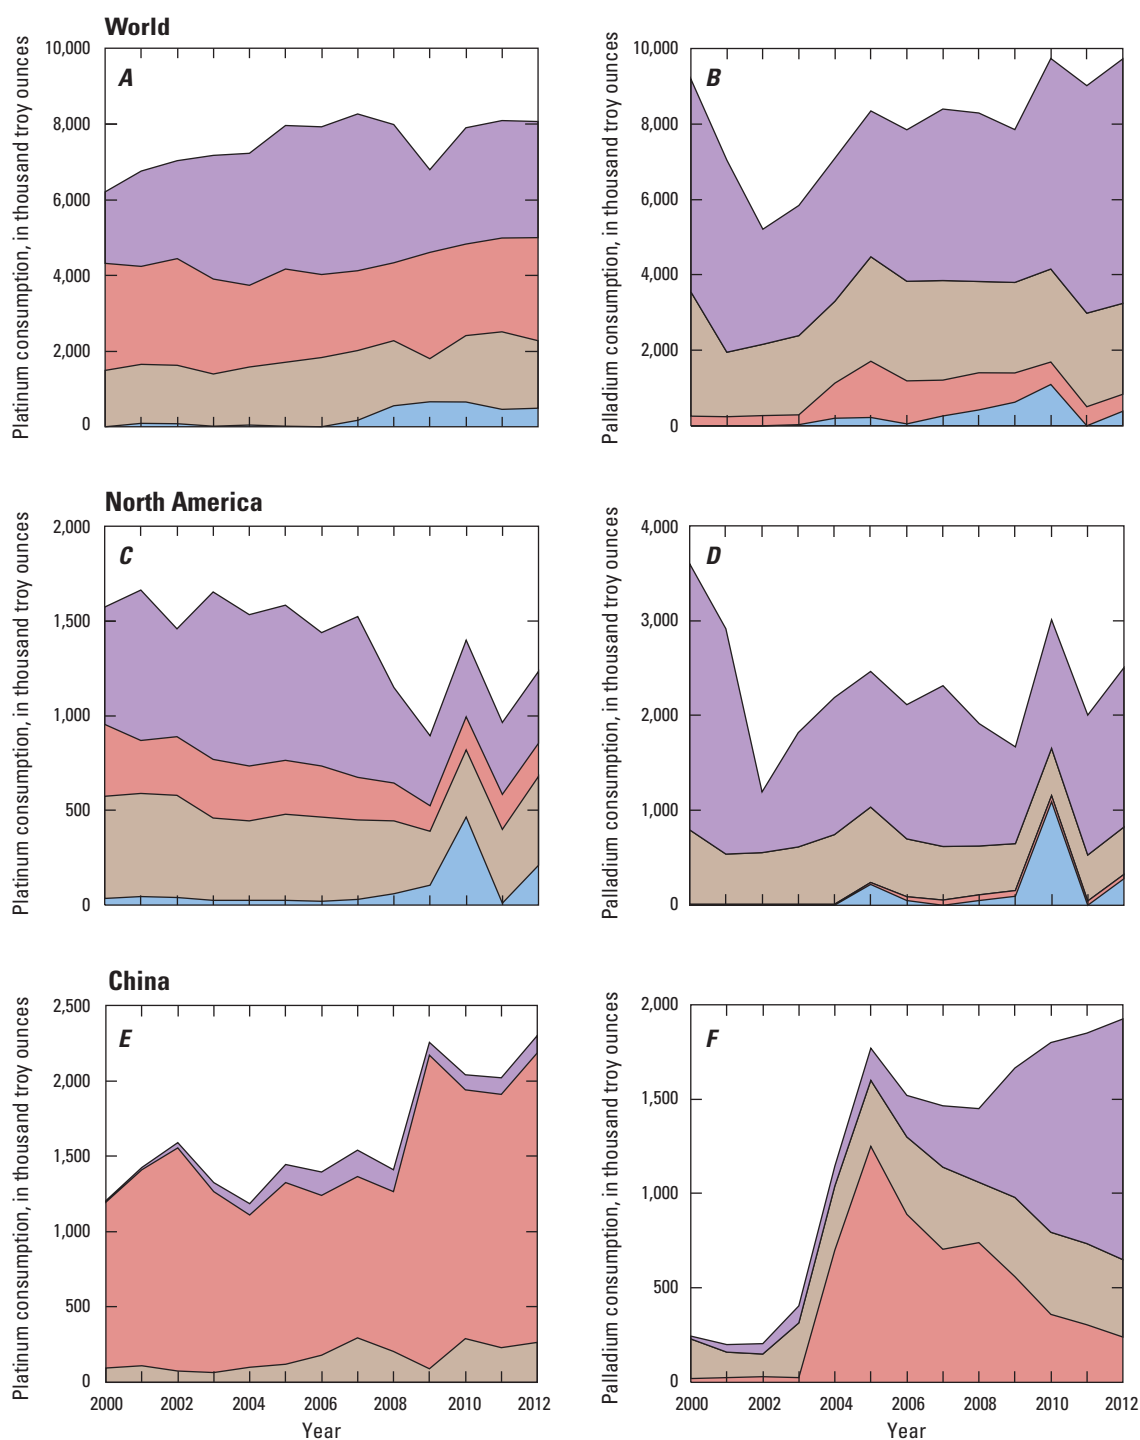 World
Platinum consumption, in thousand troy ounces
10,000
8,000
6,000
4,000
2,000
0
A
Palladium consumption, in thousand troy ounces
10,000
8,000
6,000
4,000
2,000
0
B
North America
Platinum consumption, in thousand troy ounces
2,000
1,500
1,000
500
0
C
Palladium consumption, in thousand troy ounces
4,000
3,000
2,000
1,000
0
D
China
Platinum consumption, in thousand troy ounces
2,500
2,000
1,500
1,000
500
0
E
2000 2002 2004 2006 2008 2010 2012
Year
Palladium consumption, in thousand troy ounces
2,000
1,500
1,000
500
0
F
2000 2002 2004 2006 2008 2010 2012
Year